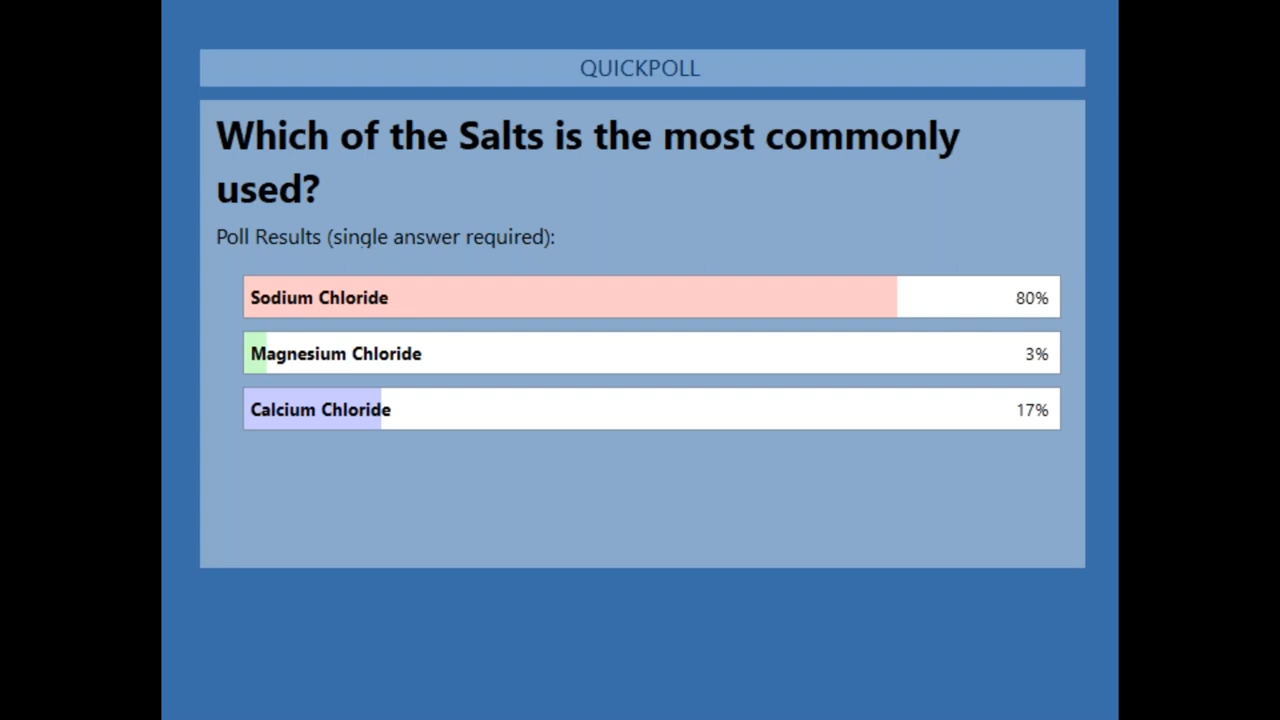 QUICKPOLL
Which of the Salts is the most commonly
used?
Poll Results (single answer required):
Sodium Chloride 80%
Magnesium Chloride 3%
Calcium Chloride 17%